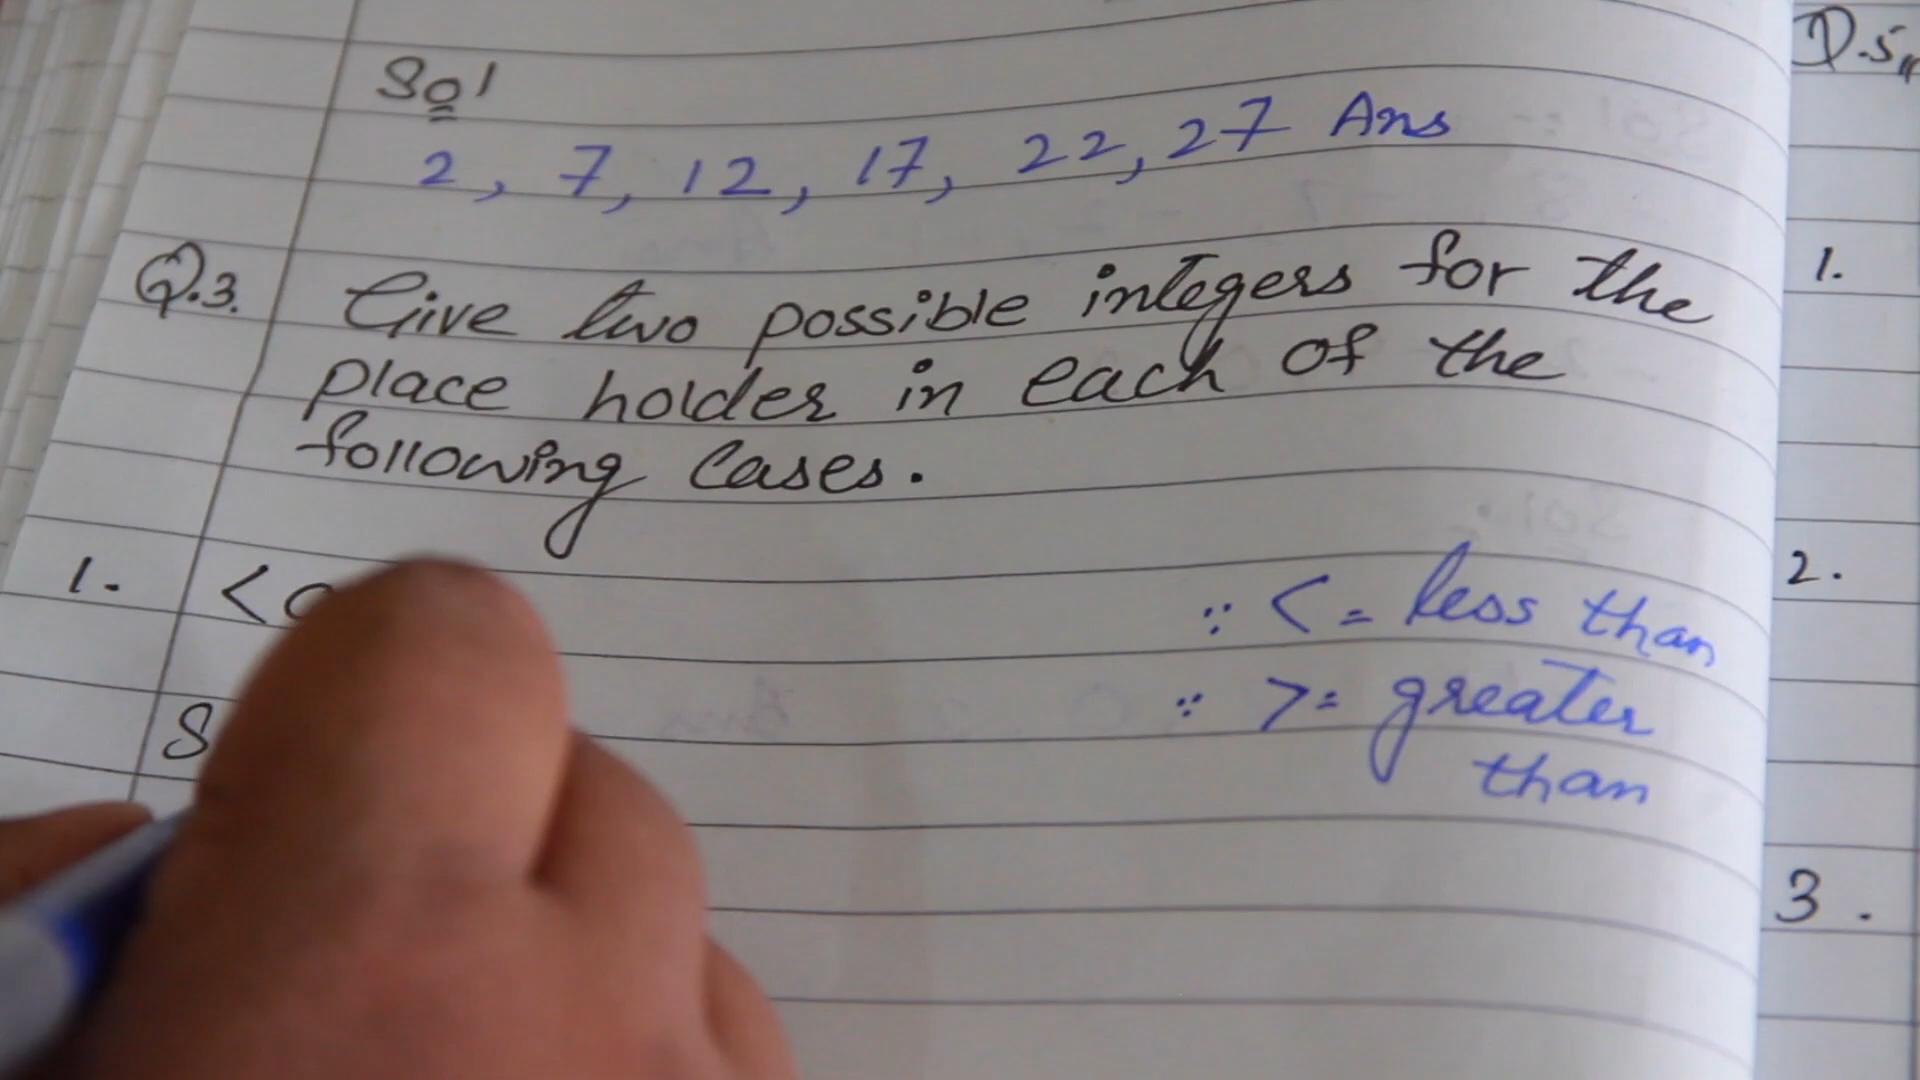 Sol
2, 7, 12, 17, 22, 27 Ans
Q.3. Give two possible integers for the
place holder in each of the
following Cases.
1. <
∵ < = less than
∵ > = greater
than
S
Q.5
1.
2.
3.